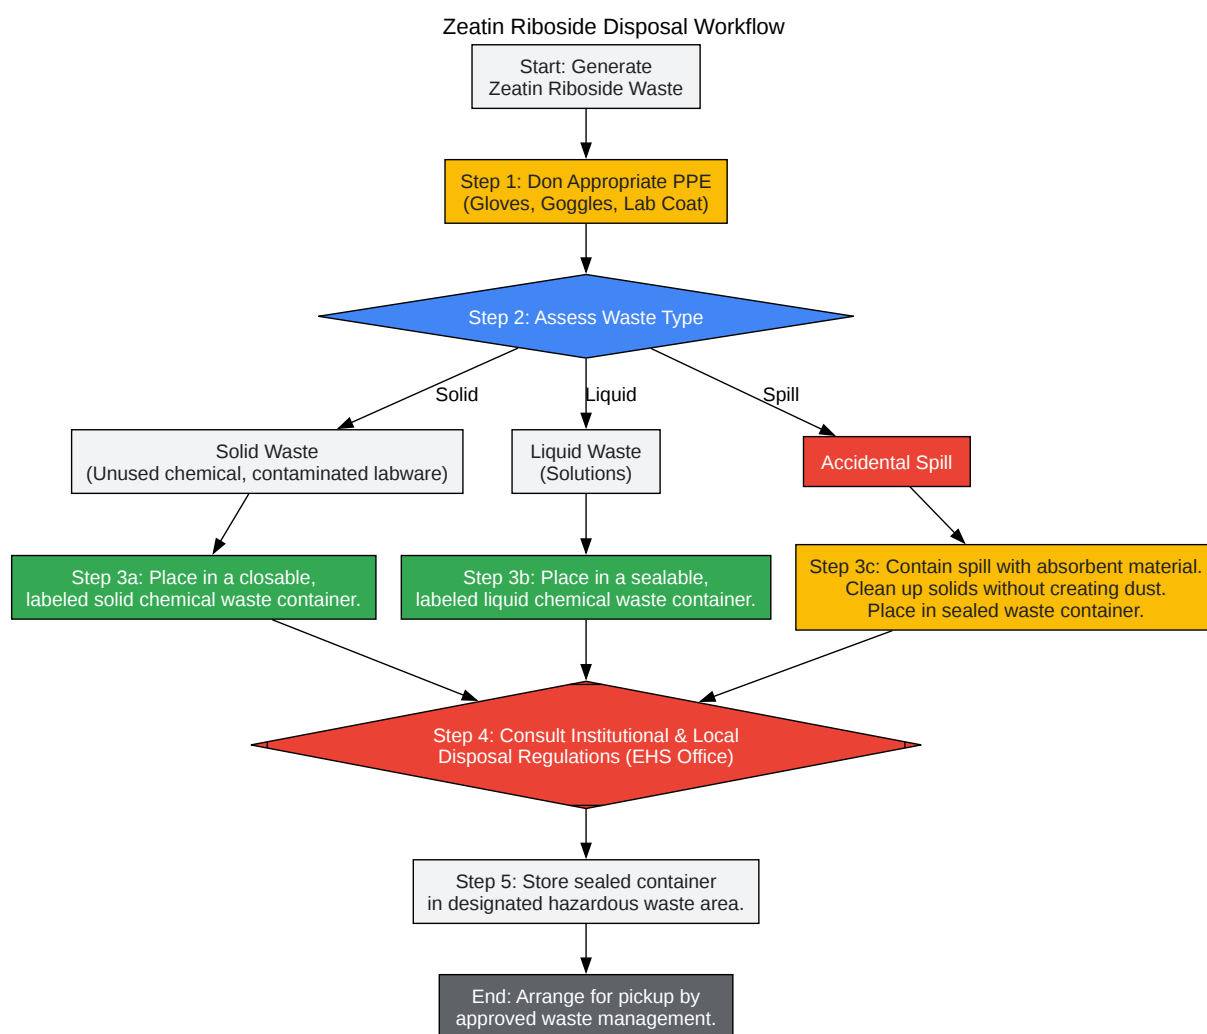 Zeatin Riboside Disposal Workflow
Start: Generate
Zeatin Riboside Waste
Step 1: Don Appropriate PPE
(Gloves, Goggles, Lab Coat)
Step 2: Assess Waste Type
Solid
Liquid
Spill
Solid Waste
(Unused chemical, contaminated labware)
Liquid Waste
(Solutions)
Accidental Spill
Step 3a: Place in a closable,
labeled solid chemical waste container.
Step 3b: Place in a sealable,
labeled liquid chemical waste container.
Step 3c: Contain spill with absorbent material.
Clean up solids without creating dust.
Place in sealed waste container.
Step 4: Consult Institutional & Local
Disposal Regulations (EHS Office)
Step 5: Store sealed container
in designated hazardous waste area.
End: Arrange for pickup by
approved waste management.